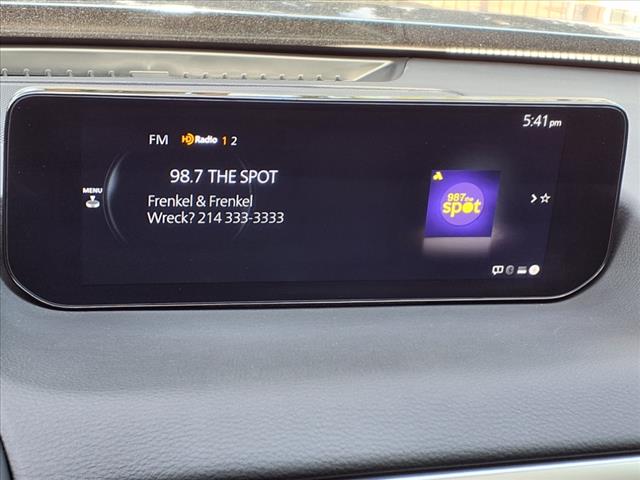 5:41 pm
FM HD Radio 1 2
98.7 THE SPOT
MENU
Frenkel & Frenkel
Wreck? 214 333-3333
987 the
spot